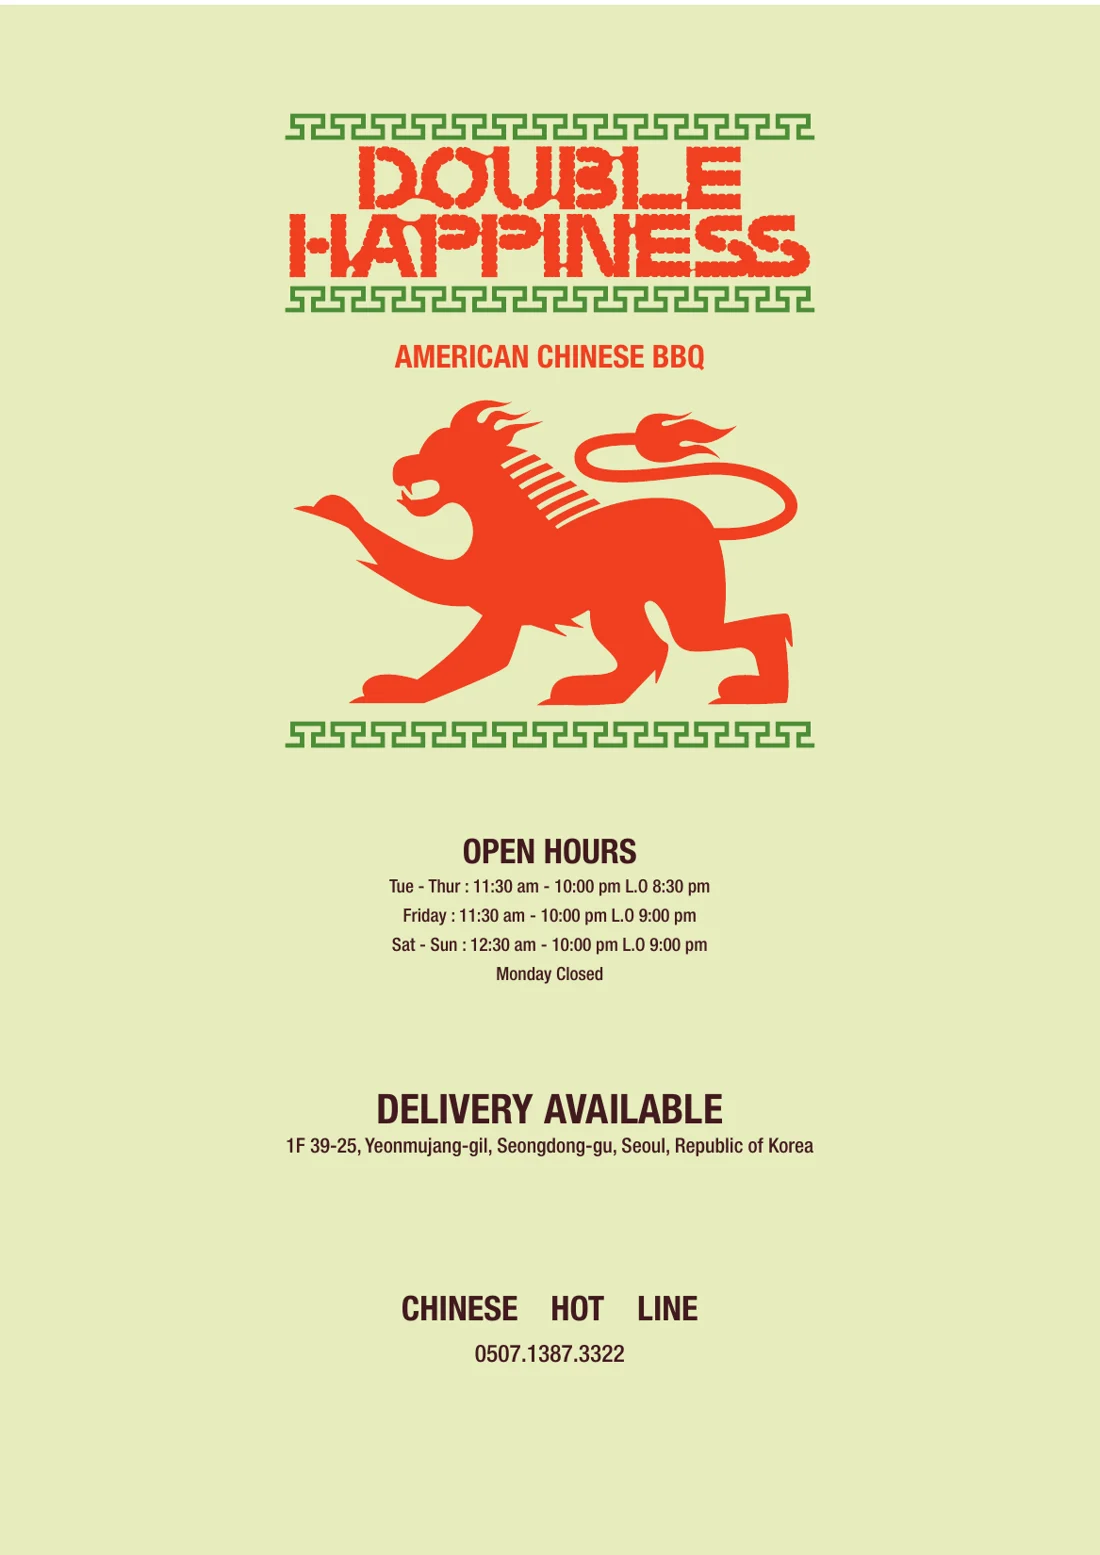 DOUBLE
HAPPINESS
AMERICAN CHINESE BBQ
OPEN HOURS
Tue - Thur : 11:30 am - 10:00 pm L.O 8:30 pm
Friday : 11:30 am - 10:00 pm L.O 9:00 pm
Sat - Sun : 12:30 am - 10:00 pm L.O 9:00 pm
Monday Closed
DELIVERY AVAILABLE
1F 39-25, Yeonmujang-gil, Seongdong-gu, Seoul, Republic of Korea
CHINESE HOT LINE
0507.1387.3322